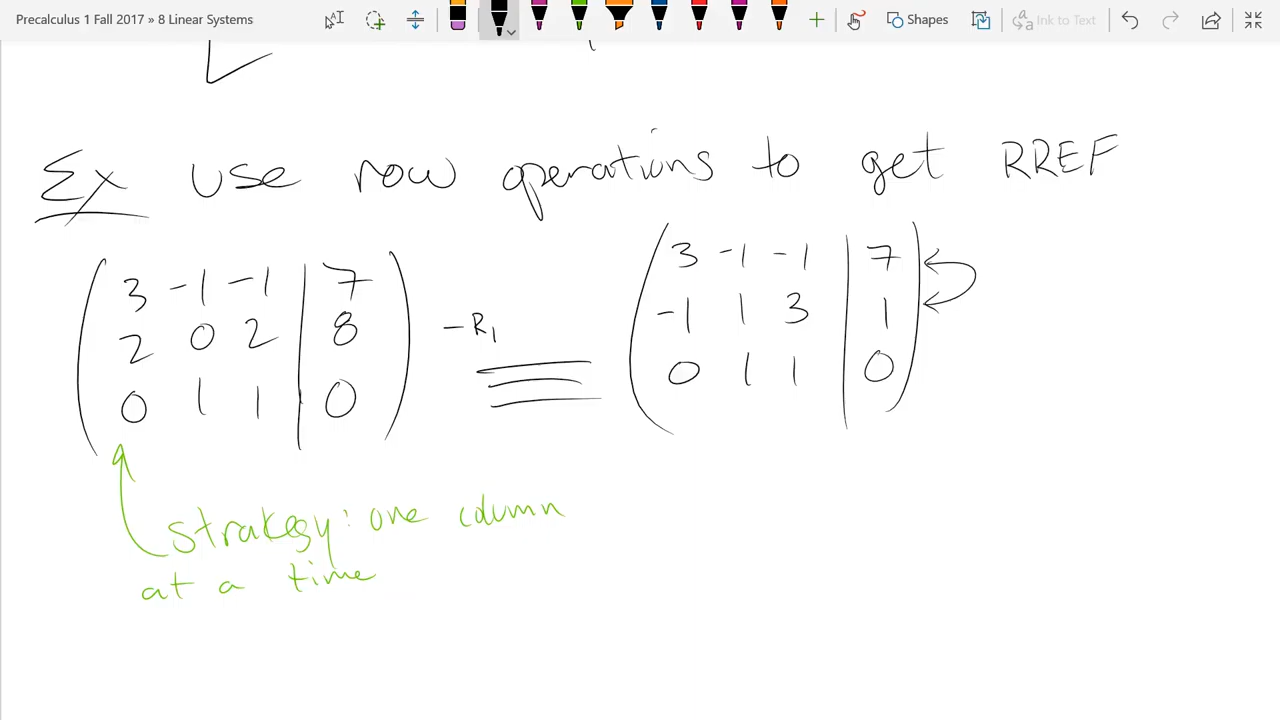 Precalculus 1 Fall 2017 » 8 Linear Systems
Shapes
Ink to Text
Ex use row operations to get RREF
3 -1 -1 | 7
2 0 2 | 8
0 1 1 | 0
-R₁
3 -1 -1 | 7
-1 1 3 | 1
0 1 1 | 0
strategy: one column
at a time